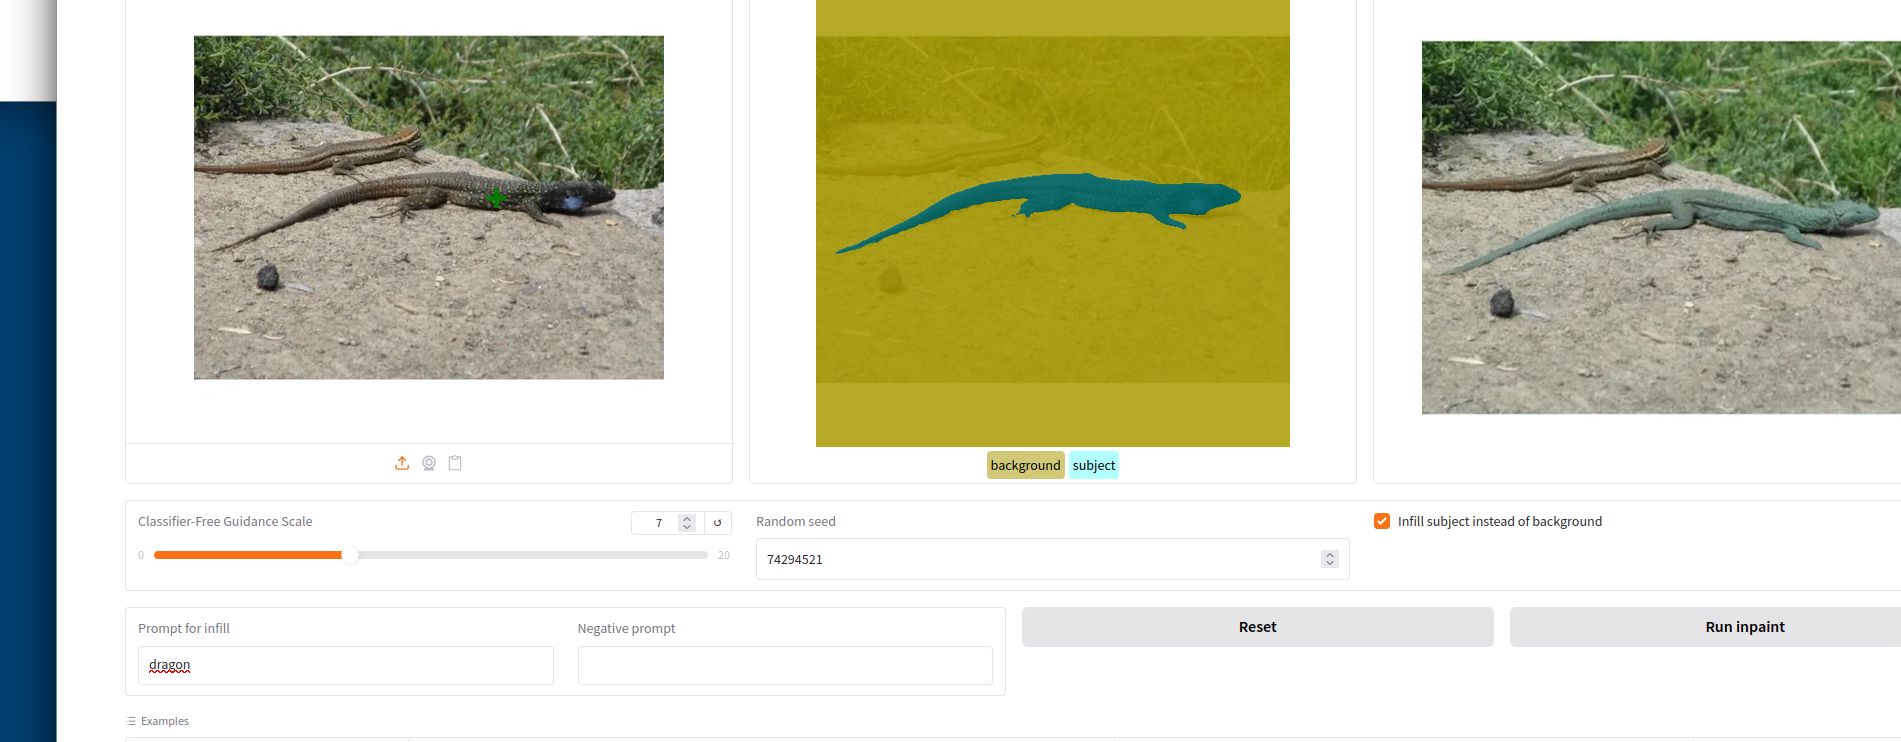 background subject
Classifier-Free Guidance Scale
7
↺
0
20
Random seed
74294521
Infill subject instead of background
Prompt for infill
dragon
Negative prompt
Reset
Run inpaint
Examples